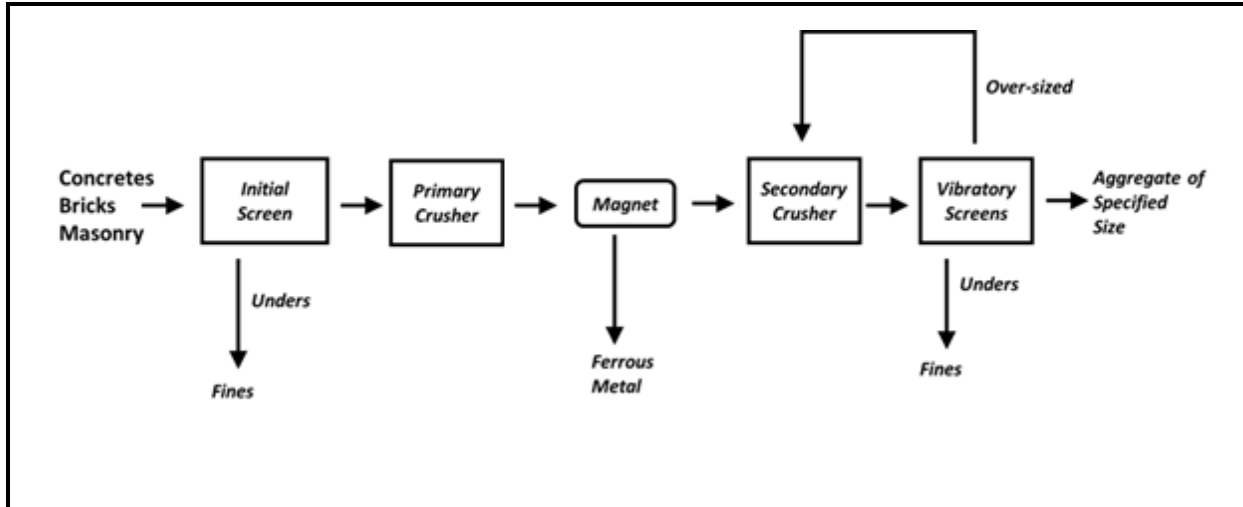 Over-sized
Concretes
Bricks
Masonry
Initial
Screen
Primary
Crusher
Magnet
Secondary
Crusher
Vibratory
Screens
Aggregate of
Specified
Size
Unders
Fines
Ferrous
Metal
Unders
Fines